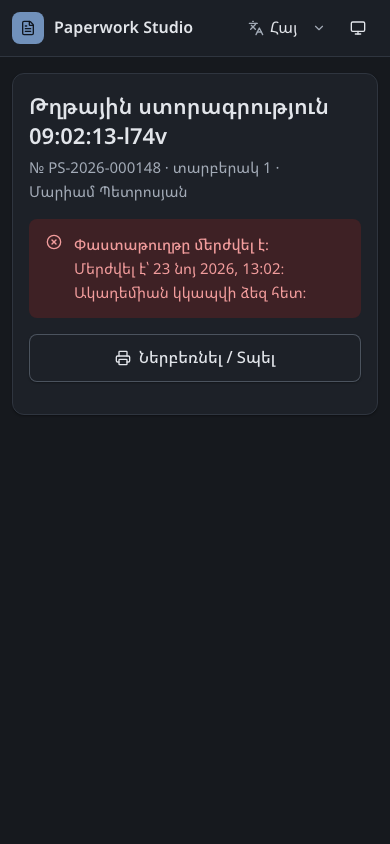 Paperwork Studio
Հայ
Թղթային ստորագրություն
09:02:13-l74v
№ PS-2026-000148 · տարբերակ 1 ·
Մարիամ Պետրոսյան
Փաստաթուղթը մերժվել է։
Մերժվել է՝ 23 նոյ 2026, 13:02։
Ակադեմիան կկապվի ձեզ հետ։
Ներբեռնել / Տպել